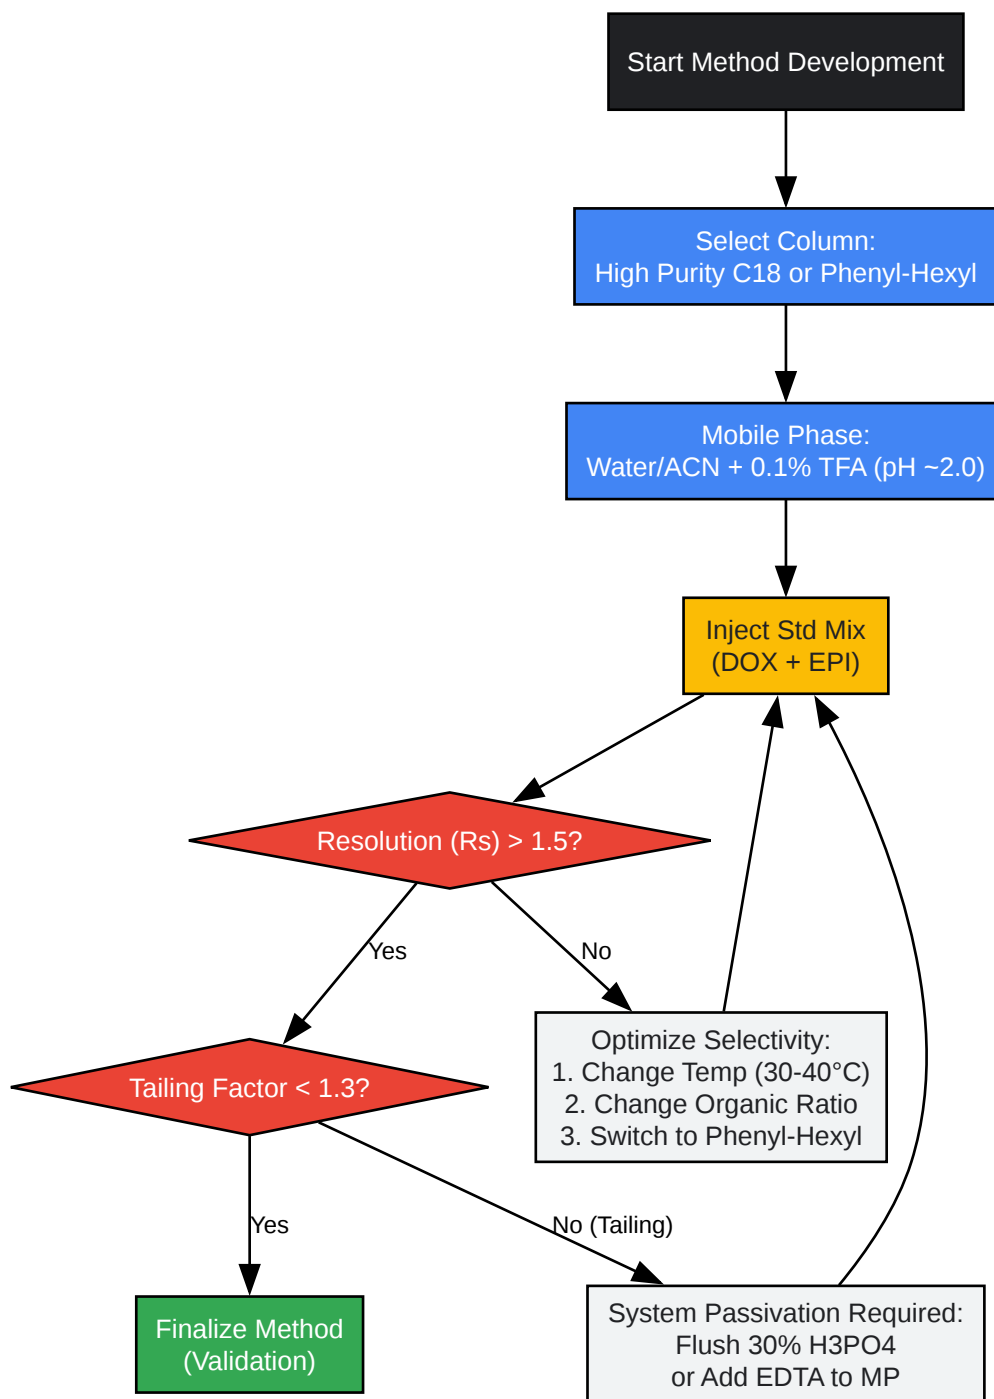 Start Method Development
Select Column:
High Purity C18 or Phenyl-Hexyl
Mobile Phase:
Water/ACN + 0.1% TFA (pH ~2.0)
Inject Std Mix
(DOX + EPI)
Resolution (Rs) > 1.5?
Yes
No
Optimize Selectivity:
1. Change Temp (30-40°C)
2. Change Organic Ratio
3. Switch to Phenyl-Hexyl
Tailing Factor < 1.3?
Yes
No (Tailing)
Finalize Method
(Validation)
System Passivation Required:
Flush 30% H3PO4
or Add EDTA to MP